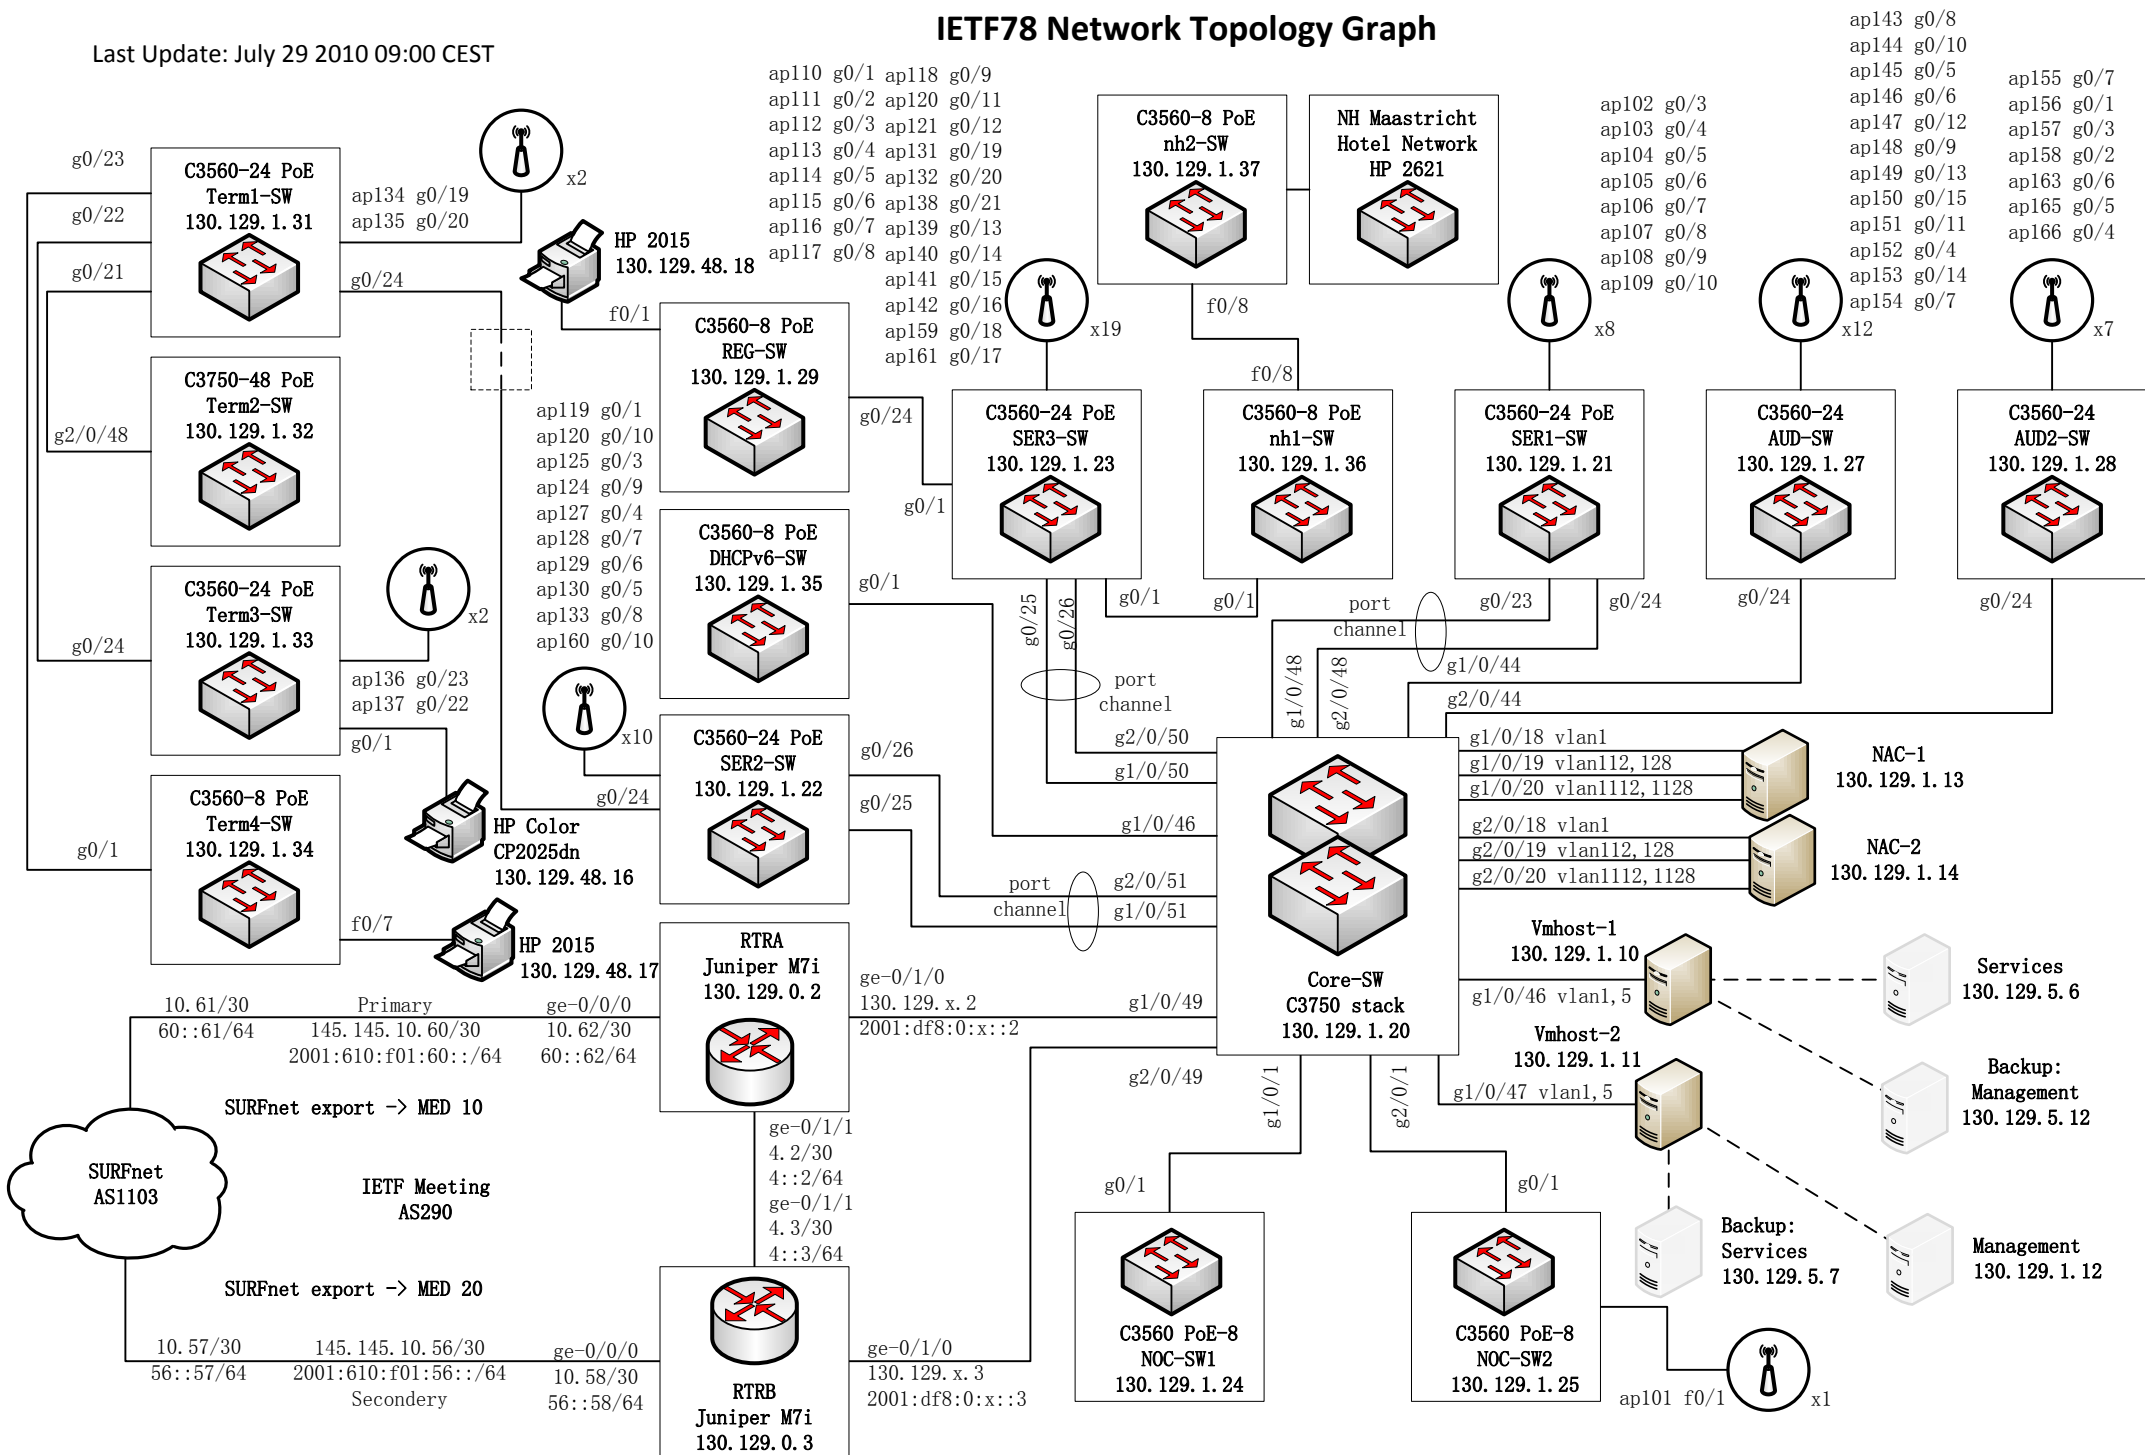 IETF78 Network Topology Graph
Last Update: July 29 2010 09:00 CEST
g0/23
C3560-24 PoE
Term1-SW
130.129.1.31
g0/22
g0/21
ap134 g0/19
ap135 g0/20
g0/24
x2
HP 2015
130.129.48.18
f0/1
C3750-48 PoE
Term2-SW
130.129.1.32
g2/0/48
C3560-24 PoE
Term3-SW
130.129.1.33
g0/24
x2
ap136 g0/23
ap137 g0/22
g0/1
HP Color
CP2025dn
130.129.48.16
C3560-8 PoE
Term4-SW
130.129.1.34
g0/1
f0/7
HP 2015
130.129.48.17
ap110 g0/1
ap111 g0/2
ap112 g0/3
ap113 g0/4
ap114 g0/5
ap115 g0/6
ap116 g0/7
ap117 g0/8
ap118 g0/9
ap120 g0/11
ap121 g0/12
ap131 g0/19
ap132 g0/20
ap138 g0/21
ap139 g0/13
ap140 g0/14
ap141 g0/15
ap142 g0/16
ap159 g0/18
ap161 g0/17
x19
C3560-8 PoE
REG-SW
130.129.1.29
g0/24
g0/1
ap119 g0/1
ap120 g0/10
ap125 g0/3
ap124 g0/9
ap127 g0/4
ap128 g0/7
ap129 g0/6
ap130 g0/5
ap133 g0/8
ap160 g0/10
x10
C3560-8 PoE
DHCPv6-SW
130.129.1.35
g0/1
C3560-24 PoE
SER2-SW
130.129.1.22
g0/24
g0/26
g0/25
C3560-8 PoE
nh2-SW
130.129.1.37
NH Maastricht
Hotel Network
HP 2621
f0/8
f0/8
C3560-24 PoE
SER3-SW
130.129.1.23
C3560-8 PoE
nh1-SW
130.129.1.36
ap102 g0/3
ap103 g0/4
ap104 g0/5
ap105 g0/6
ap106 g0/7
ap107 g0/8
ap108 g0/9
ap109 g0/10
x8
C3560-24 PoE
SER1-SW
130.129.1.21
ap143 g0/8
ap144 g0/10
ap145 g0/5
ap146 g0/6
ap147 g0/12
ap148 g0/9
ap149 g0/13
ap150 g0/15
ap151 g0/11
ap152 g0/4
ap153 g0/14
ap154 g0/7
x12
C3560-24
AUD-SW
130.129.1.27
ap155 g0/7
ap156 g0/1
ap157 g0/3
ap158 g0/2
ap163 g0/6
ap165 g0/5
ap166 g0/4
x7
C3560-24
AUD2-SW
130.129.1.28
g0/25
g0/26
g0/1
g0/1
port
channel
g0/23
g0/24
g0/24
g0/24
port
channel
g1/0/48
g2/0/48
g1/0/44
g2/0/44
g2/0/50
g1/0/50
g1/0/46
port
channel
g2/0/51
g1/0/51
g1/0/18 vlan1
g1/0/19 vlan112,128
g1/0/20 vlan1112,1128
NAC-1
130.129.1.13
g2/0/18 vlan1
g2/0/19 vlan112,128
g2/0/20 vlan1112,1128
NAC-2
130.129.1.14
Core-SW
C3750 stack
130.129.1.20
Vmhost-1
130.129.1.10
g1/0/46 vlan1,5
Services
130.129.5.6
Vmhost-2
130.129.1.11
g1/0/47 vlan1,5
Backup:
Management
130.129.5.12
Backup:
Services
130.129.5.7
Management
130.129.1.12
RTRA
Juniper M7i
130.129.0.2
ge-0/1/0
130.129.x.2
2001:df8:0:x::2
g1/0/49
g2/0/49
g1/0/1
g2/0/1
10.61/30
60::61/64
Primary
145.145.10.60/30
2001:610:f01:60::/64
ge-0/0/0
10.62/30
60::62/64
SURFnet export -> MED 10
SURFnet
AS1103
IETF Meeting
AS290
SURFnet export -> MED 20
ge-0/1/1
4.2/30
4::2/64
ge-0/1/1
4.3/30
4::3/64
10.57/30
56::57/64
145.145.10.56/30
2001:610:f01:56::/64
Secondery
ge-0/0/0
10.58/30
56::58/64
RTRB
Juniper M7i
130.129.0.3
ge-0/1/0
130.129.x.3
2001:df8:0:x::3
g0/1
C3560 PoE-8
NOC-SW1
130.129.1.24
g0/1
C3560 PoE-8
NOC-SW2
130.129.1.25
ap101 f0/1
x1